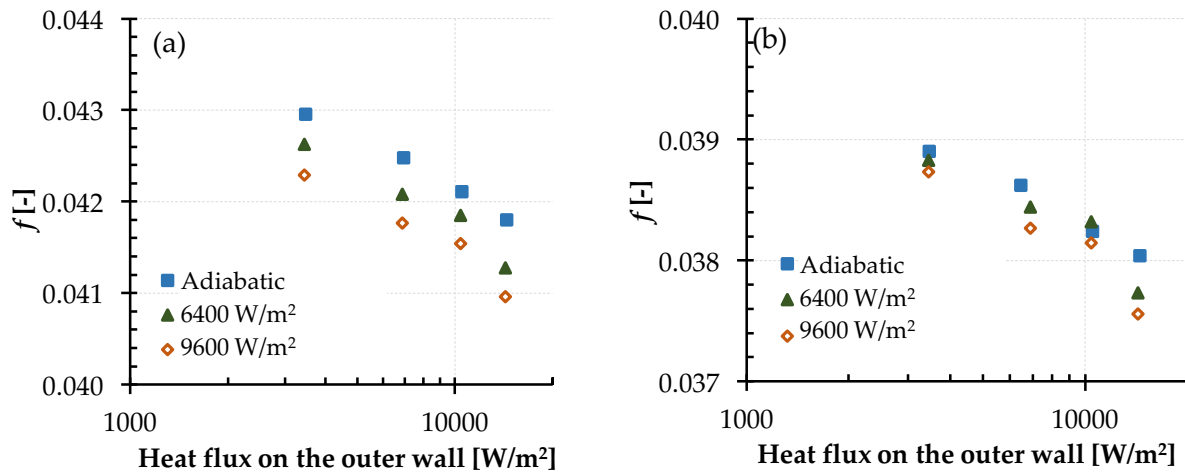 (a)
0.044
0.043
0.042
0.041
0.040
f [-]
Adiabatic
6400 W/m²
9600 W/m²
1000
10000
Heat flux on the outer wall [W/m²]
(b)
0.040
0.039
0.038
0.037
f [-]
Adiabatic
6400 W/m²
9600 W/m²
1000
10000
Heat flux on the outer wall [W/m²]